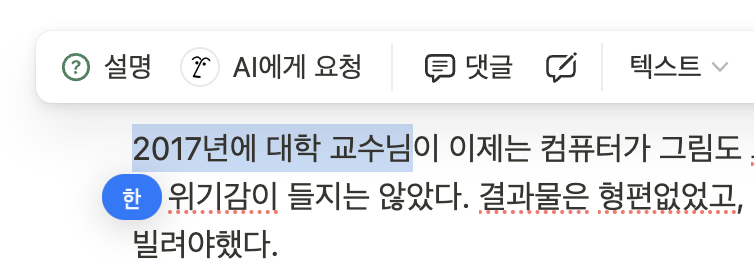 설명 AI에게 요청 댓글 텍스트
2017년에 대학 교수님이 이제는 컴퓨터가 그림도
한 위기감이 들지는 않았다. 결과물은 형편없었고,
빌려야했다.